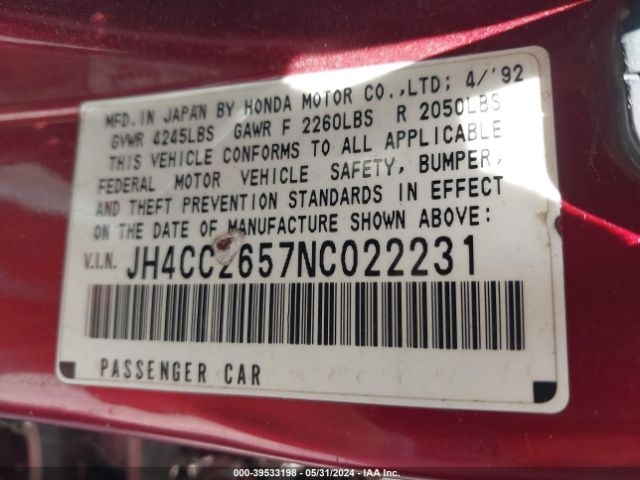 MFD. IN JAPAN BY HONDA MOTOR CO.,LTD; 4/'92
GVWR 4245LBS GAWR F 2260LBS R 2050LBS
THIS VEHICLE CONFORMS TO ALL APPLICABLE
FEDERAL MOTOR VEHICLE SAFETY, BUMPER,
AND THEFT PREVENTION STANDARDS IN EFFECT
ON THE DATE OF MANUFACTURE SHOWN ABOVE:
V.I.N. JH4CC2657NC022231
PASSENGER CAR
000-39533198 - 05/31/2024 - IAA Inc.